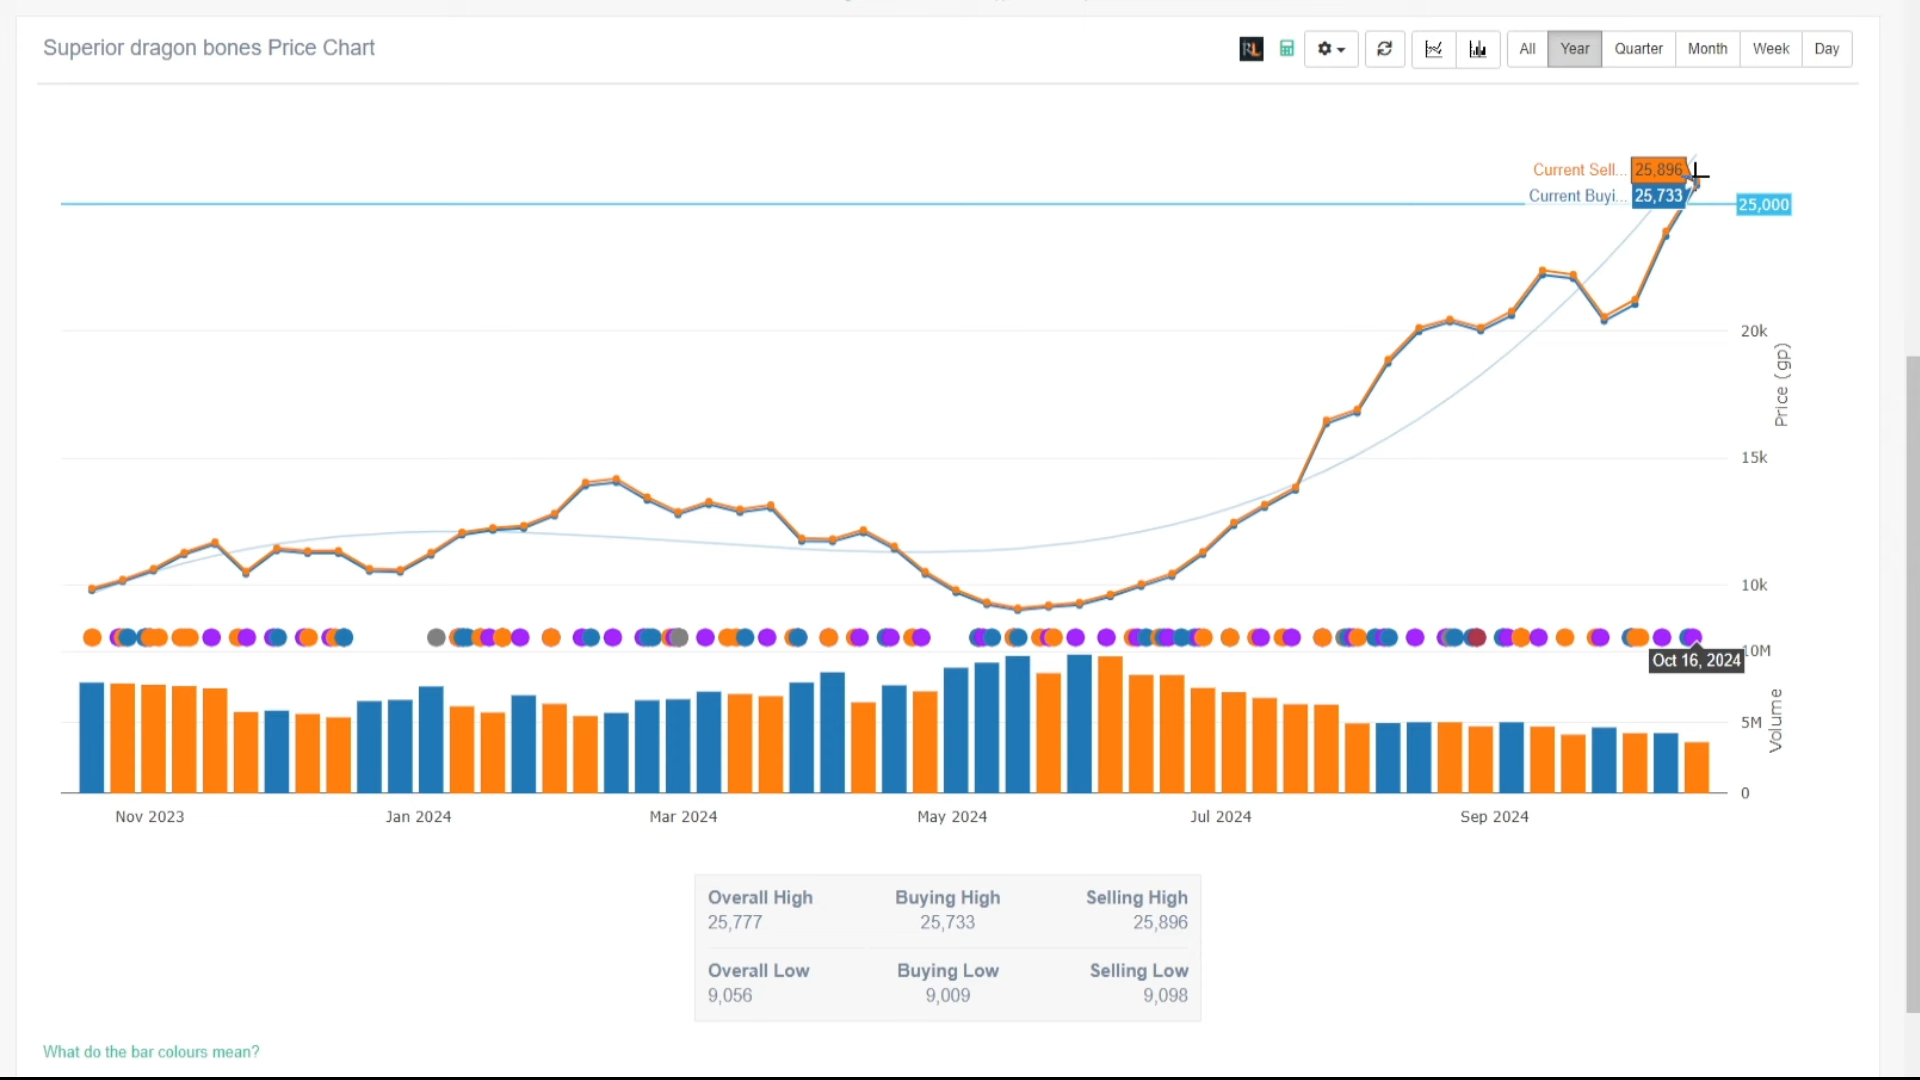 Superior dragon bones Price Chart
RL
All Year Quarter Month Week Day
Current Sell... 25,896
Current Buyi... 25,733
25,000
20k
15k
10k
Price (gp)
Oct 16, 2024
10M
5M
0
Volume
Nov 2023 Jan 2024 Mar 2024 May 2024 Jul 2024 Sep 2024
Overall High Buying High Selling High
25,777 25,733 25,896
Overall Low Buying Low Selling Low
9,056 9,009 9,098
What do the bar colours mean?